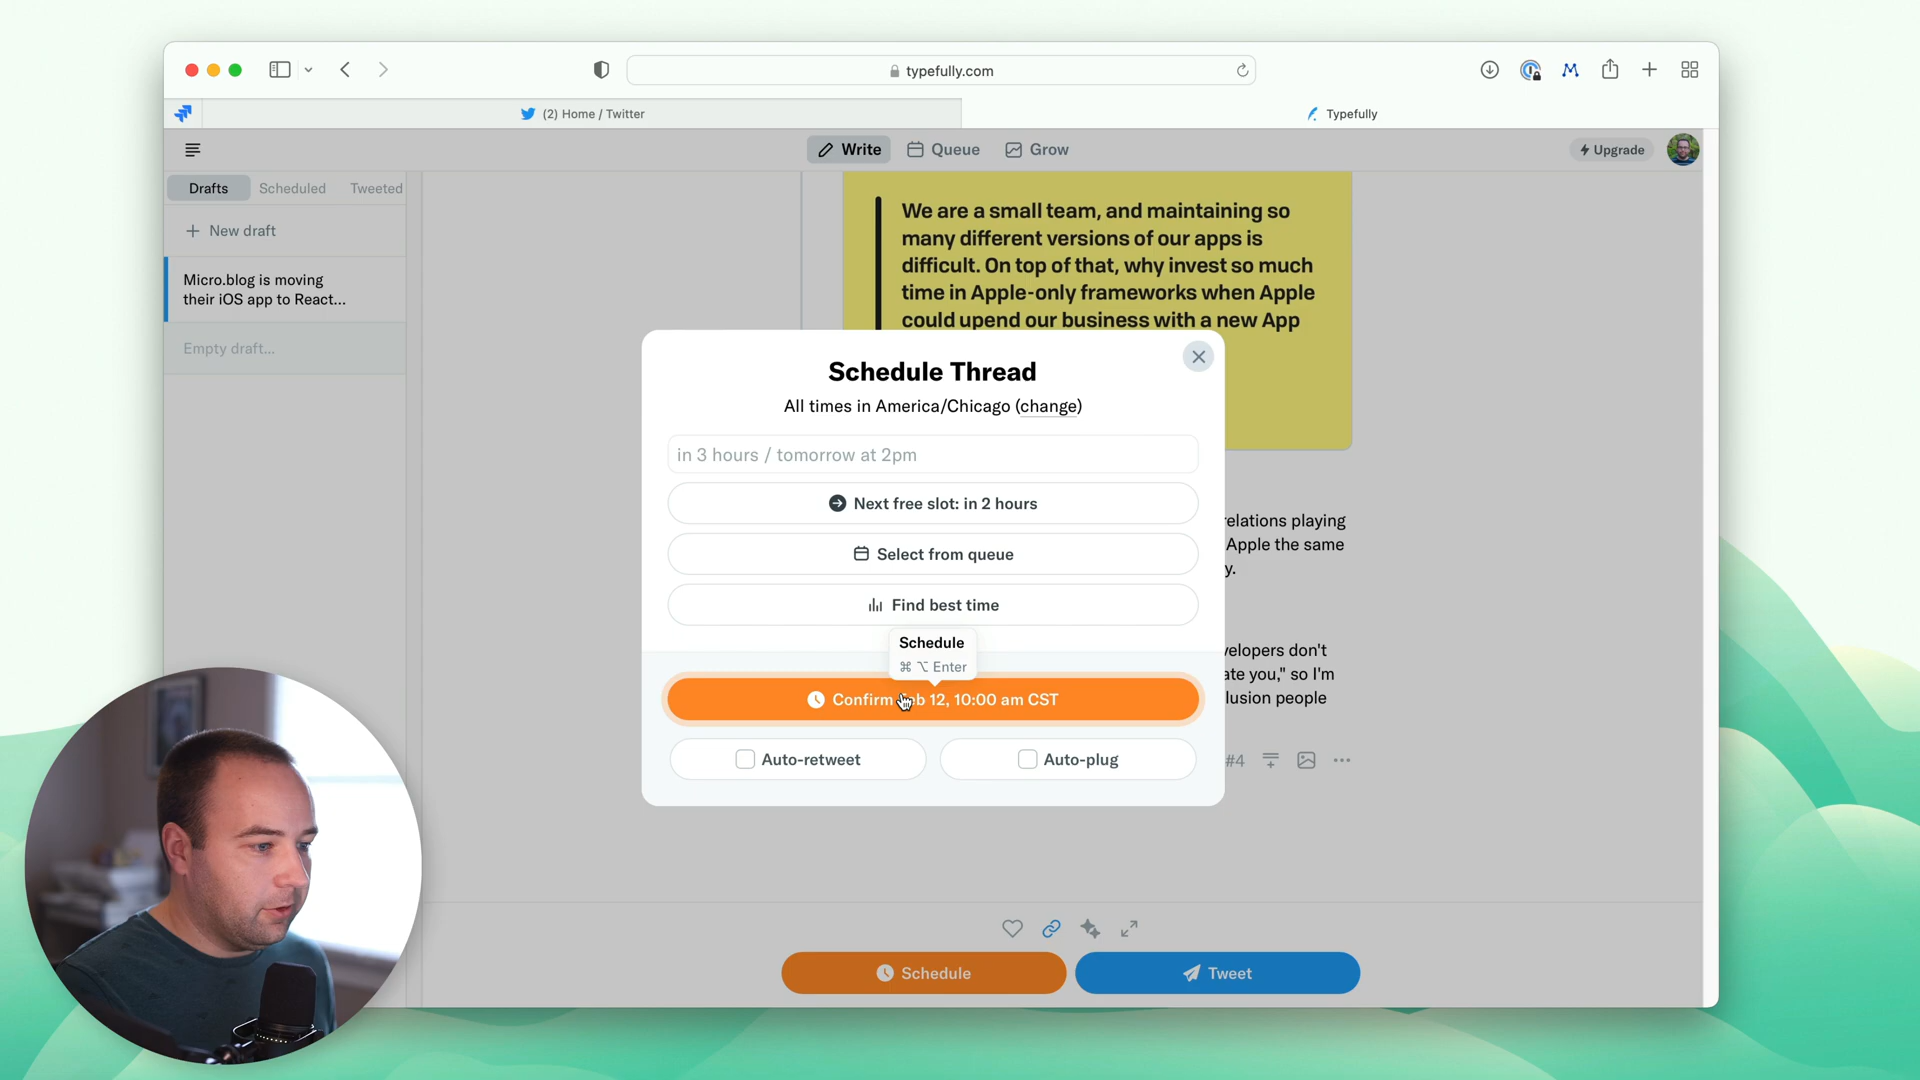 typefully.com
(2) Home / Twitter
Typefully
Write
Queue
Grow
Upgrade
Drafts
Scheduled
Tweeted
New draft
Micro.blog is moving
their iOS app to React...
Empty draft...
We are a small team, and maintaining so
many different versions of our apps is
difficult. On top of that, why invest so much
time in Apple-only frameworks when Apple
could upend our business with a new App
Schedule Thread
All times in America/Chicago (change)
in 3 hours / tomorrow at 2pm
Next free slot: in 2 hours
Select from queue
Find best time
Schedule
⌘ ⌥ Enter
Confirm 12, 10:00 am CST
Auto-retweet
Auto-plug
relations playing
Apple the same
y.
velopers don't
ate you," so I'm
lusion people
#4
Schedule
Tweet